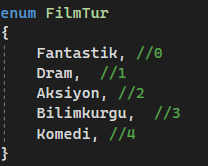 enum FilmTur
{
Fantastik, //0
Dram, //1
Aksiyon, //2
Bilimkurgu, //3
Komedi, //4
}